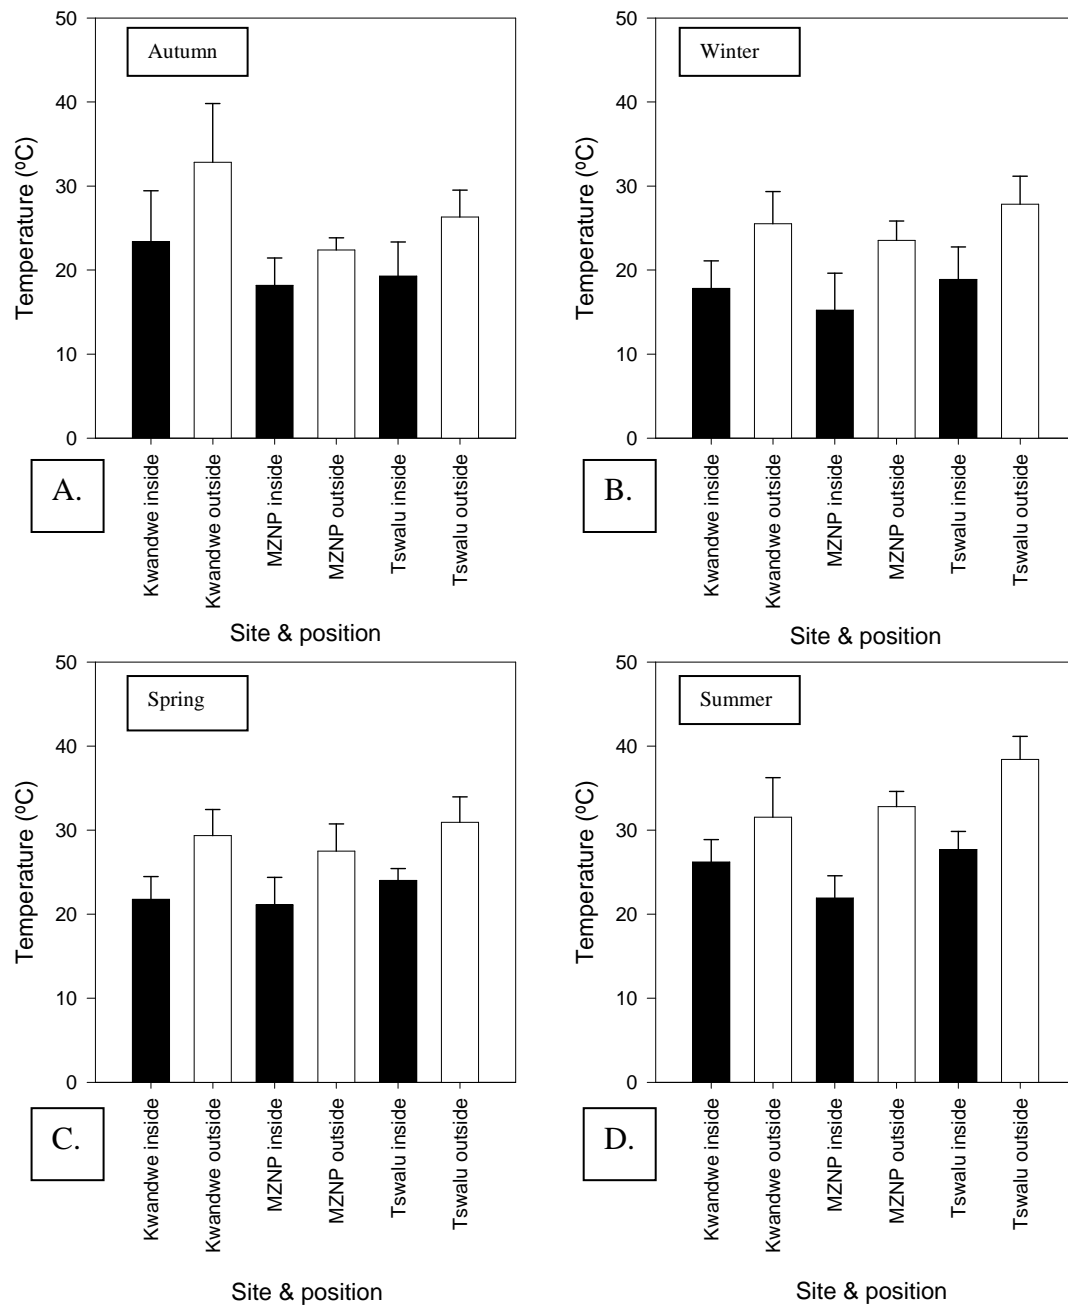 50
40
30
20
10
0
Temperature (ºC)
Autumn
A.
Kwandwe inside
Kwandwe outside
MZNP inside
MZNP outside
Tswalu inside
Tswalu outside
Site & position
50
40
30
20
10
0
Temperature (ºC)
Winter
B.
Kwandwe inside
Kwandwe outside
MZNP inside
MZNP outside
Tswalu inside
Tswalu outside
Site & position
50
40
30
20
10
0
Temperature (ºC)
Spring
C.
Kwandwe inside
Kwandwe outside
MZNP inside
MZNP outside
Tswalu inside
Tswalu outside
Site & position
50
40
30
20
10
0
Temperature (ºC)
Summer
D.
Kwandwe inside
Kwandwe outside
MZNP inside
MZNP outside
Tswalu inside
Tswalu outside
Site & position